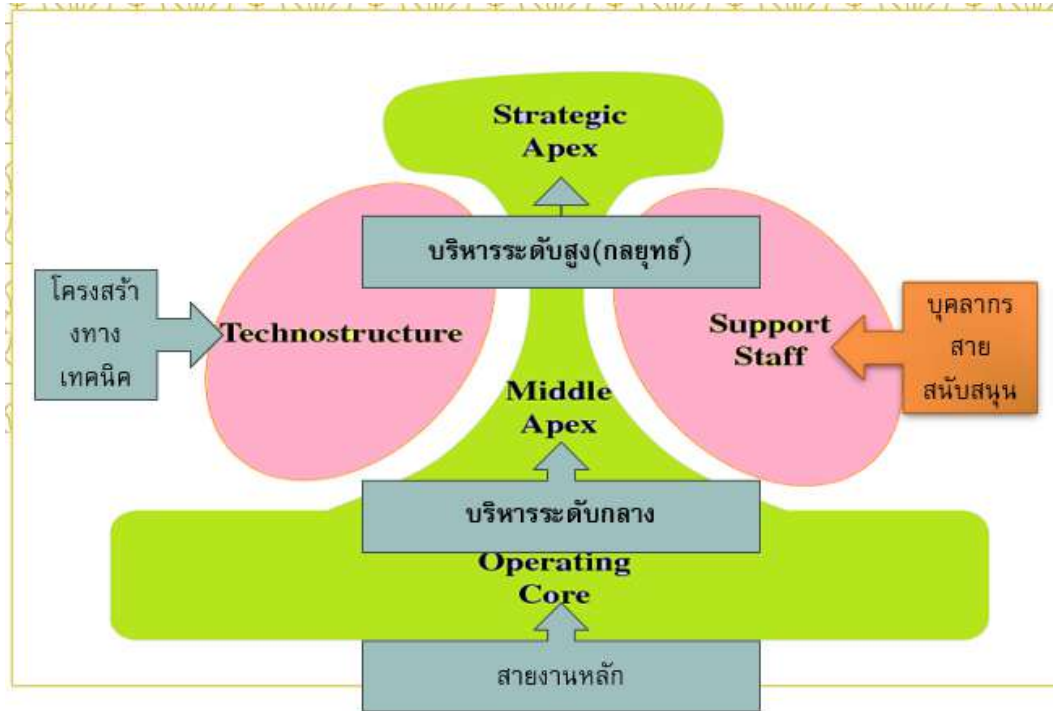 Strategic
Apex
บริหารระดับสูง(กลยุทธ์)
โครงสร้า
งทาง
เทคนิค
Technostructure
Support
Staff
บุคลากร
สาย
สนับสนุน
Middle
Apex
บริหารระดับกลาง
Operating
Core
สายงานหลัก